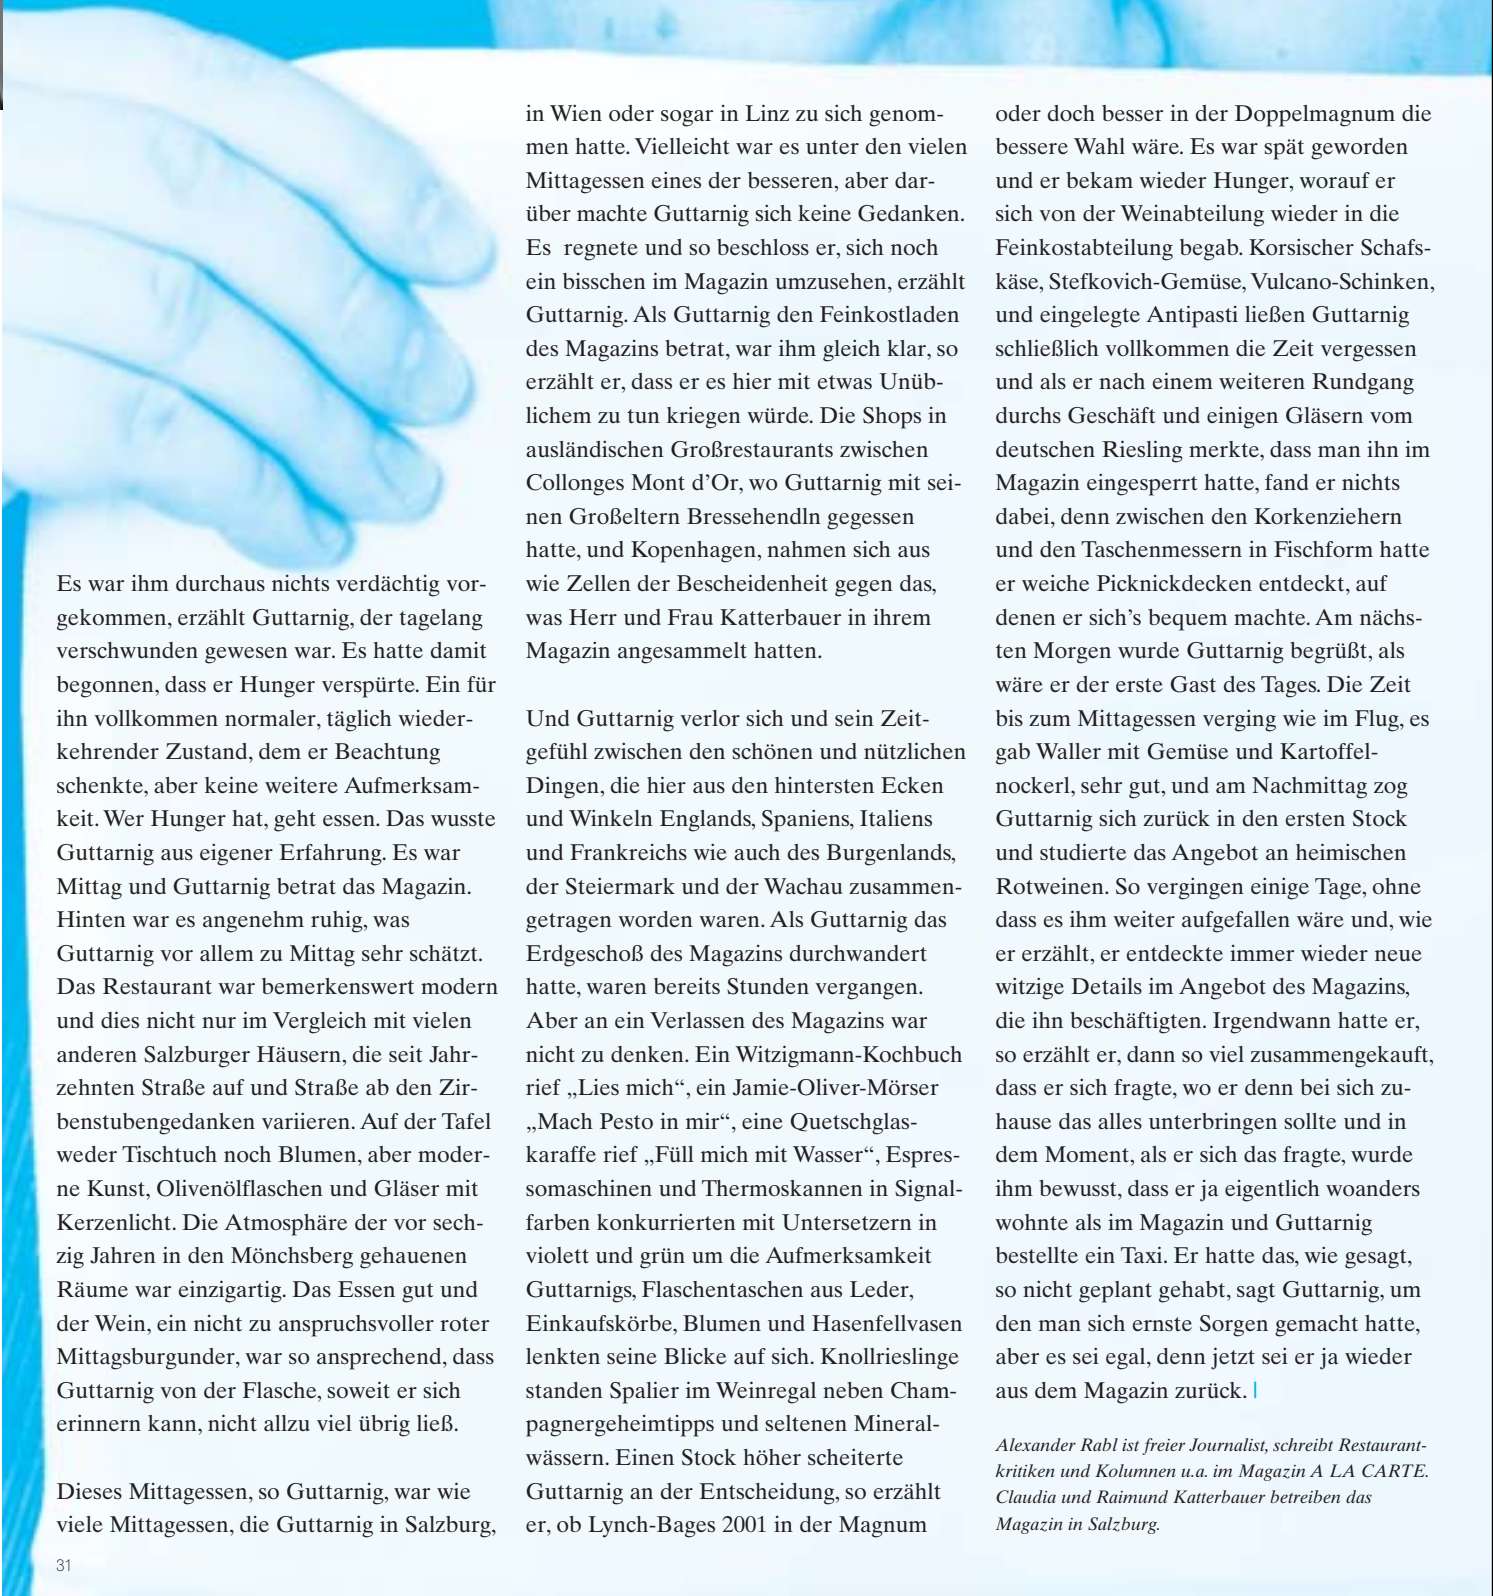 Es war ihm durchaus nichts verdächtig vor-
gekommen, erzählt Guttarnig, der tagelang
verschwunden gewesen war. Es hatte damit
begonnen, dass er Hunger verspürte. Ein für
ihn vollkommen normaler, täglich wieder-
kehrender Zustand, dem er Beachtung
schenkte, aber keine weitere Aufmerksam-
keit. Wer Hunger hat, geht essen. Das wusste
Guttarnig aus eigener Erfahrung. Es war
Mittag und Guttarnig betrat das Magazin.
Hinten war es angenehm ruhig, was
Guttarnig vor allem zu Mittag sehr schätzt.
Das Restaurant war bemerkenswert modern
und dies nicht nur im Vergleich mit vielen
anderen Salzburger Häusern, die seit Jahr-
zehnten Straße auf und Straße ab den Zir-
benstubengedanken variieren. Auf der Tafel
weder Tischtuch noch Blumen, aber moder-
ne Kunst, Olivenölflaschen und Gläser mit
Kerzenlicht. Die Atmosphäre der vor sech-
zig Jahren in den Mönchsberg gehauenen
Räume war einzigartig. Das Essen gut und
der Wein, ein nicht zu anspruchsvoller roter
Mittagsburgunder, war so ansprechend, dass
Guttarnig von der Flasche, soweit er sich
erinnern kann, nicht allzu viel übrig ließ.
Dieses Mittagessen, so Guttarnig, war wie
viele Mittagessen, die Guttarnig in Salzburg,
in Wien oder sogar in Linz zu sich genom-
men hatte. Vielleicht war es unter den vielen
Mittagessen eines der besseren, aber dar-
über machte Guttarnig sich keine Gedanken.
Es  regnete und so beschloss er, sich noch
ein bisschen im Magazin umzusehen, erzählt
Guttarnig. Als Guttarnig den Feinkostladen
des Magazins betrat, war ihm gleich klar, so
erzählt er, dass er es hier mit etwas Unüb-
lichem zu tun kriegen würde. Die Shops in
ausländischen Großrestaurants zwischen
Collonges Mont d’Or, wo Guttarnig mit sei-
nen Großeltern Bressehendln gegessen
hatte, und Kopenhagen, nahmen sich aus
wie Zellen der Bescheidenheit gegen das,
was Herr und Frau Katterbauer in ihrem
Magazin angesammelt hatten.
Und Guttarnig verlor sich und sein Zeit-
gefühl zwischen den schönen und nützlichen
Dingen, die hier aus den hintersten Ecken
und Winkeln Englands, Spaniens, Italiens
und Frankreichs wie auch des Burgenlands,
der Steiermark und der Wachau zusammen-
getragen worden waren. Als Guttarnig das
Erdgeschoß des Magazins durchwandert
hatte, waren bereits Stunden vergangen.
Aber an ein Verlassen des Magazins war
nicht zu denken. Ein Witzigmann-Kochbuch
rief „Lies mich“, ein Jamie-Oliver-Mörser
„Mach Pesto in mir“, eine Quetschglas-
karaffe rief „Füll mich mit Wasser“, Espres-
somaschinen und Thermoskannen in Signal-
farben konkurrierten mit Untersetzern in
violett und grün um die Aufmerksamkeit
Guttarnigs, Flaschentaschen aus Leder,
Einkaufskörbe, Blumen und Hasenfellvasen
lenkten seine Blicke auf sich. Knollrieslinge
standen Spalier im Weinregal neben Cham-
pagnergeheimtipps und seltenen Mineral-
wässern. Einen Stock höher scheiterte
Guttarnig an der Entscheidung, so erzählt
er, ob Lynch-Bages 2001 in der Magnum
oder doch besser in der Doppelmagnum die
bessere Wahl wäre. Es war spät geworden
und er bekam wieder Hunger, worauf er
sich von der Weinabteilung wieder in die
Feinkostabteilung begab. Korsischer Schafs-
käse, Stefkovich-Gemüse, Vulcano-Schinken,
und eingelegte Antipasti ließen Guttarnig
schließlich vollkommen die Zeit vergessen
und als er nach einem weiteren Rundgang
durchs Geschäft und einigen Gläsern vom
deutschen Riesling merkte, dass man ihn im
Magazin eingesperrt hatte, fand er nichts
dabei, denn zwischen den Korkenziehern
und den Taschenmessern in Fischform hatte
er weiche Picknickdecken entdeckt, auf
denen er sich’s bequem machte. Am nächs-
ten Morgen wurde Guttarnig begrüßt, als
wäre er der erste Gast des Tages. Die Zeit
bis zum Mittagessen verging wie im Flug, es
gab Waller mit Gemüse und Kartoffel-
nockerl, sehr gut, und am Nachmittag zog
Guttarnig sich zurück in den ersten Stock
und studierte das Angebot an heimischen
Rotweinen. So vergingen einige Tage, ohne
dass es ihm weiter aufgefallen wäre und, wie
er erzählt, er entdeckte immer wieder neue
witzige Details im Angebot des Magazins,
die ihn beschäftigten. Irgendwann hatte er,
so erzählt er, dann so viel zusammengekauft,
dass er sich fragte, wo er denn bei sich zu-
hause das alles unterbringen sollte und in
dem Moment, als er sich das fragte, wurde
ihm bewusst, dass er ja eigentlich woanders
wohnte als im Magazin und Guttarnig
bestellte ein Taxi. Er hatte das, wie gesagt,
so nicht geplant gehabt, sagt Guttarnig, um
den man sich ernste Sorgen gemacht hatte,
aber es sei egal, denn jetzt sei er ja wieder
aus dem Magazin zurück. |
Alexander Rabl ist freier Journalist, schreibt Restaurant-
kritiken und Kolumnen u.a. im Magazin A LA CARTE.
Claudia und Raimund Katterbauer betreiben das
Magazin in Salzburg.
31